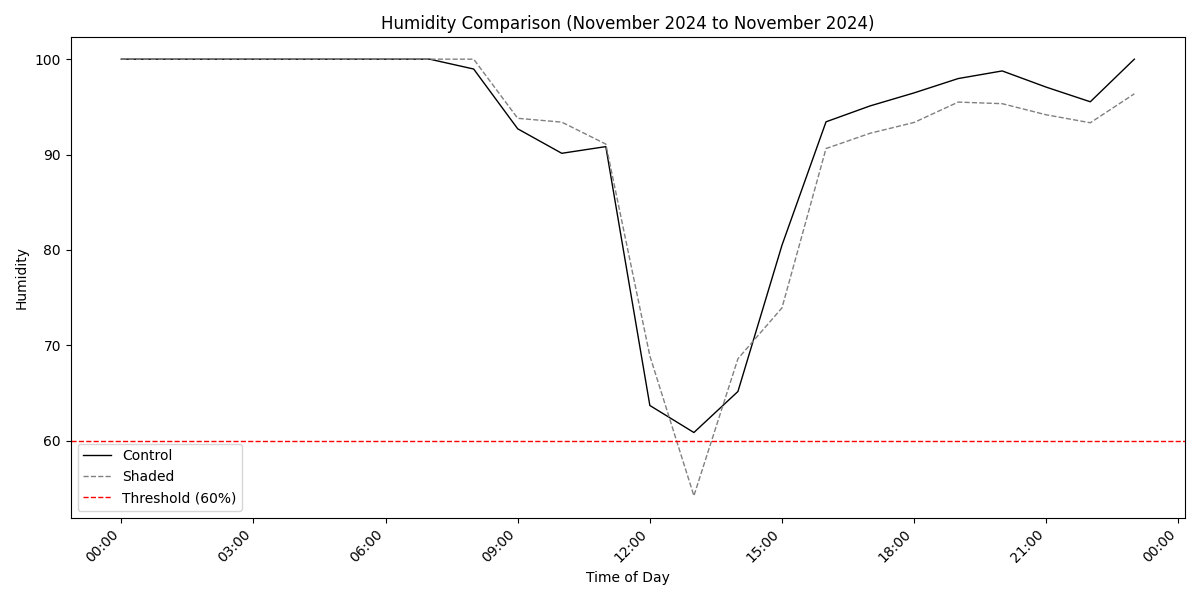 Humidity Comparison (November 2024 to November 2024)
Humidity
100
90
80
70
60
Control
Shaded
Threshold (60%)
00:00
03:00
06:00
09:00
12:00
15:00
18:00
21:00
00:00
Time of Day